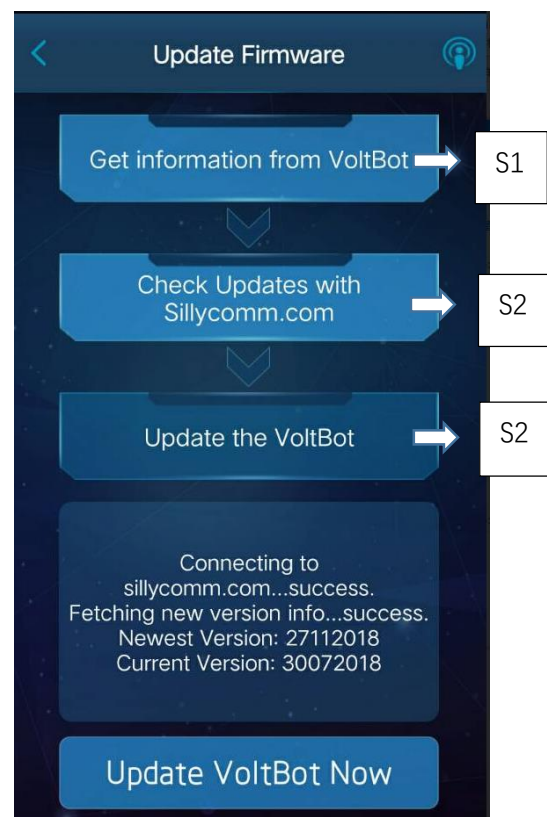 Update Firmware
Get information from VoltBot
S1
Check Updates with
Sillycomm.com
S2
Update the VoltBot
S2
Connecting to
sillycomm.com...success.
Fetching new version info...success.
Newest Version: 27112018
Current Version: 30072018
Update VoltBot Now